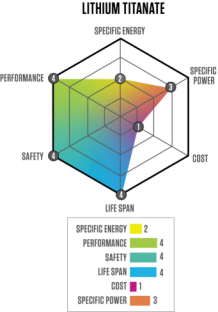 LITHIUM TITANATE
SPECIFIC ENERGY
PERFORMANCE
4
2
3
SPECIFIC
POWER
1
SAFETY
4
COST
4
LIFE SPAN
SPECIFIC ENERGY 2
PERFORMANCE 4
SAFETY 4
LIFE SPAN 4
COST 1
SPECIFIC POWER 3